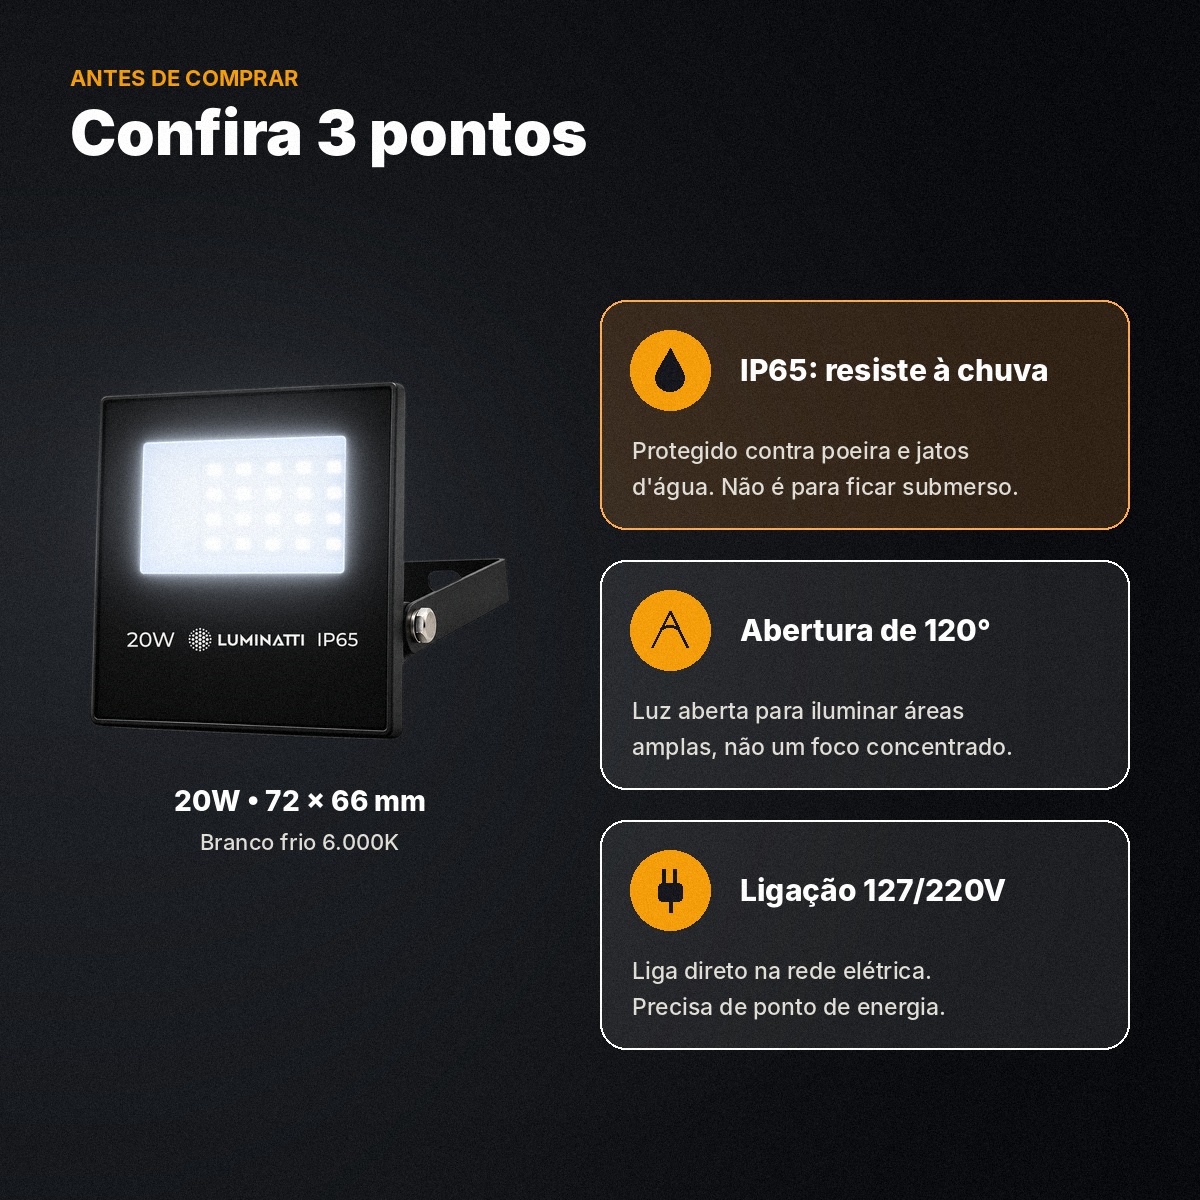 ANTES DE COMPRAR
Confira 3 pontos
IP65: resiste à chuva
Protegido contra poeira e jatos
d'água. Não é para ficar submerso.
Abertura de 120°
Luz aberta para iluminar áreas
amplas, não um foco concentrado.
Ligação 127/220V
Liga direto na rede elétrica.
Precisa de ponto de energia.
20W LUMINATTI IP65
20W • 72 × 66 mm
Branco frio 6.000K